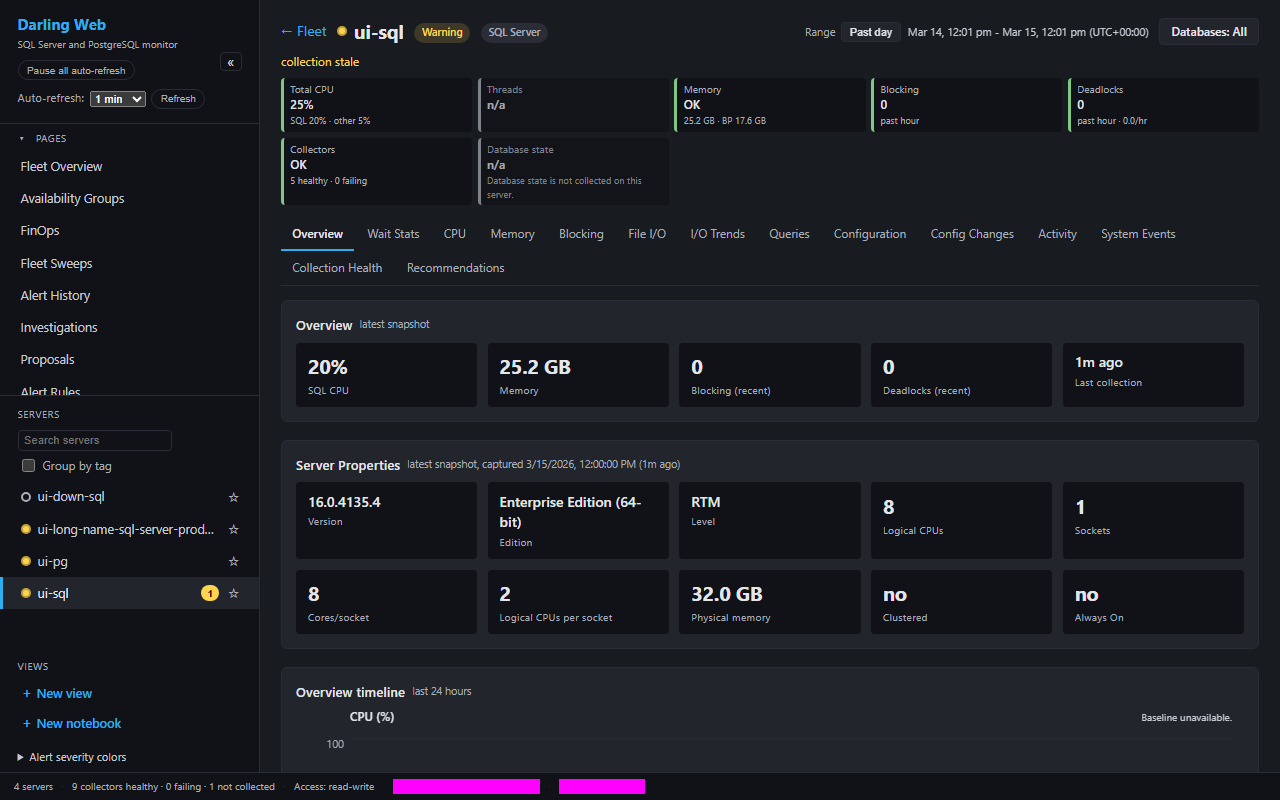 Darling Web
SQL Server and PostgreSQL monitor
Pause all auto-refresh
«
Auto-refresh: 1 min Refresh
PAGES
Fleet Overview
Availability Groups
FinOps
Fleet Sweeps
Alert History
Investigations
Proposals
Alert Rules
SERVERS
Search servers
Group by tag
ui-down-sql
ui-long-name-sql-server-prod...
ui-pg
ui-sql 1
VIEWS
+ New view
+ New notebook
Alert severity colors
← Fleet ui-sql Warning SQL Server
Range Past day Mar 14, 12:01 pm - Mar 15, 12:01 pm (UTC+00:00) Databases: All
collection stale
Total CPU
25%
SQL 20% · other 5%
Threads
n/a
Memory
OK
25.2 GB · BP 17.6 GB
Blocking
0
past hour
Deadlocks
0
past hour · 0.0/hr
Collectors
OK
5 healthy · 0 failing
Database state
n/a
Database state is not collected on this
server.
Overview Wait Stats CPU Memory Blocking File I/O I/O Trends Queries Configuration Config Changes Activity System Events
Collection Health Recommendations
Overview latest snapshot
20%
SQL CPU
25.2 GB
Memory
0
Blocking (recent)
0
Deadlocks (recent)
1m ago
Last collection
Server Properties latest snapshot, captured 3/15/2026, 12:00:00 PM (1m ago)
16.0.4135.4
Version
Enterprise Edition (64-
bit)
Edition
RTM
Level
8
Logical CPUs
1
Sockets
8
Cores/socket
2
Logical CPUs per socket
32.0 GB
Physical memory
no
Clustered
no
Always On
Overview timeline last 24 hours
CPU (%)
Baseline unavailable.
100
4 servers · 9 collectors healthy · 0 failing · 1 not collected · Access: read-write